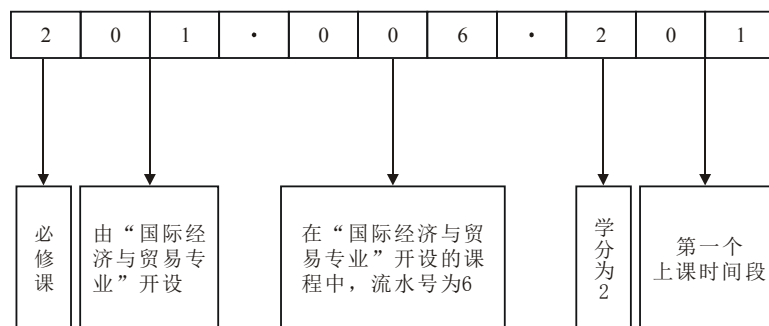 2 0 1 · 0 0 6 · 2 0 1
必修课
由“国际经
济与贸易专
业”开设
在“国际经济与贸
易专业”开设的课
程中，流水号为6
学分为2
第一个
上课时间段